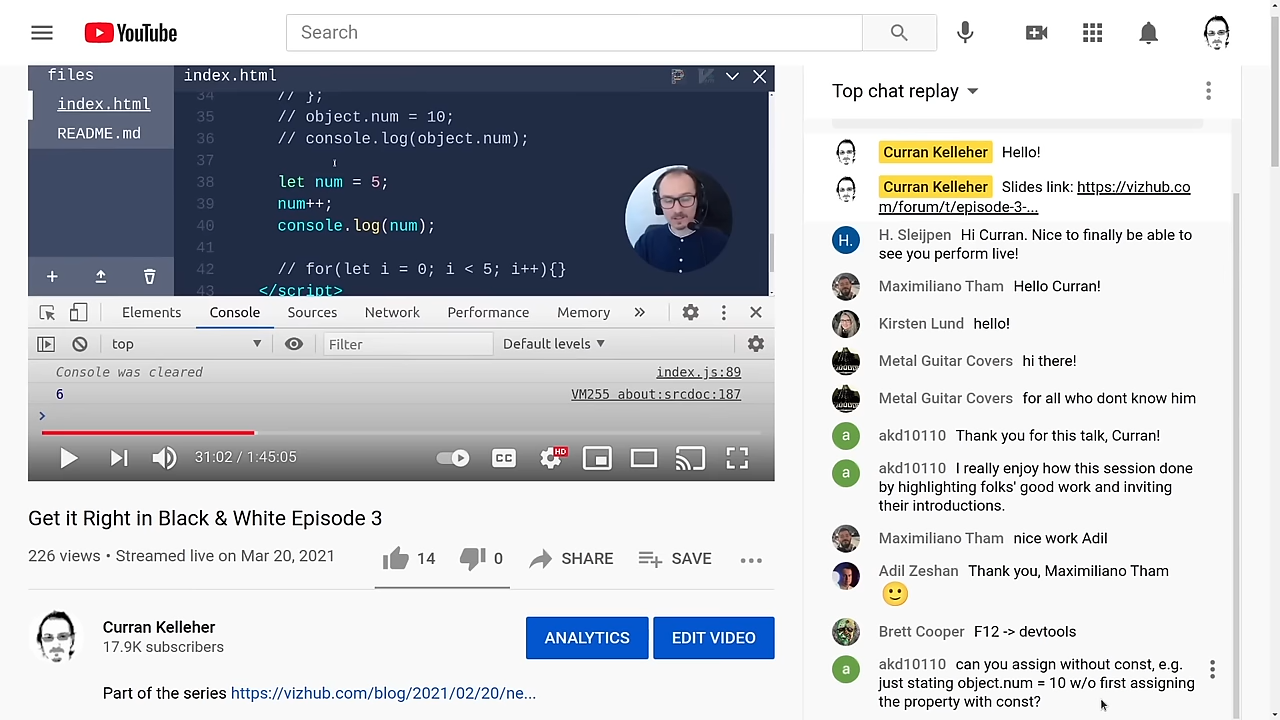 YouTube
Search
files
index.html
README.md
index.html
34 // };
35 // object.num = 10;
36 // console.log(object.num);
37
38 let num = 5;
39 num++;
40 console.log(num);
41
42 // for(let i = 0; i < 5; i++){}
43 </script>
Elements Console Sources Network Performance Memory »
top Filter Default levels
Console was cleared index.js:89
6 VM255 about:srcdoc:187
31:02 / 1:45:05
CC
HD
Get it Right in Black & White Episode 3
226 views • Streamed live on Mar 20, 2021
14 0 SHARE SAVE
Curran Kelleher
17.9K subscribers
ANALYTICS EDIT VIDEO
Part of the series https://vizhub.com/blog/2021/02/20/ne...
Top chat replay
Curran Kelleher Hello!
Curran Kelleher Slides link: https://vizhub.co
m/forum/t/episode-3-...
H.
H. Sleijpen Hi Curran. Nice to finally be able to
see you perform live!
Maximiliano Tham Hello Curran!
Kirsten Lund hello!
Metal Guitar Covers hi there!
Metal Guitar Covers for all who dont know him
a
akd10110 Thank you for this talk, Curran!
a
akd10110 I really enjoy how this session done
by highlighting folks' good work and inviting
their introductions.
Maximiliano Tham nice work Adil
Adil Zeshan Thank you, Maximiliano Tham
Brett Cooper F12 -> devtools
a
akd10110 can you assign without const, e.g.
just stating object.num = 10 w/o first assigning
the property with const?